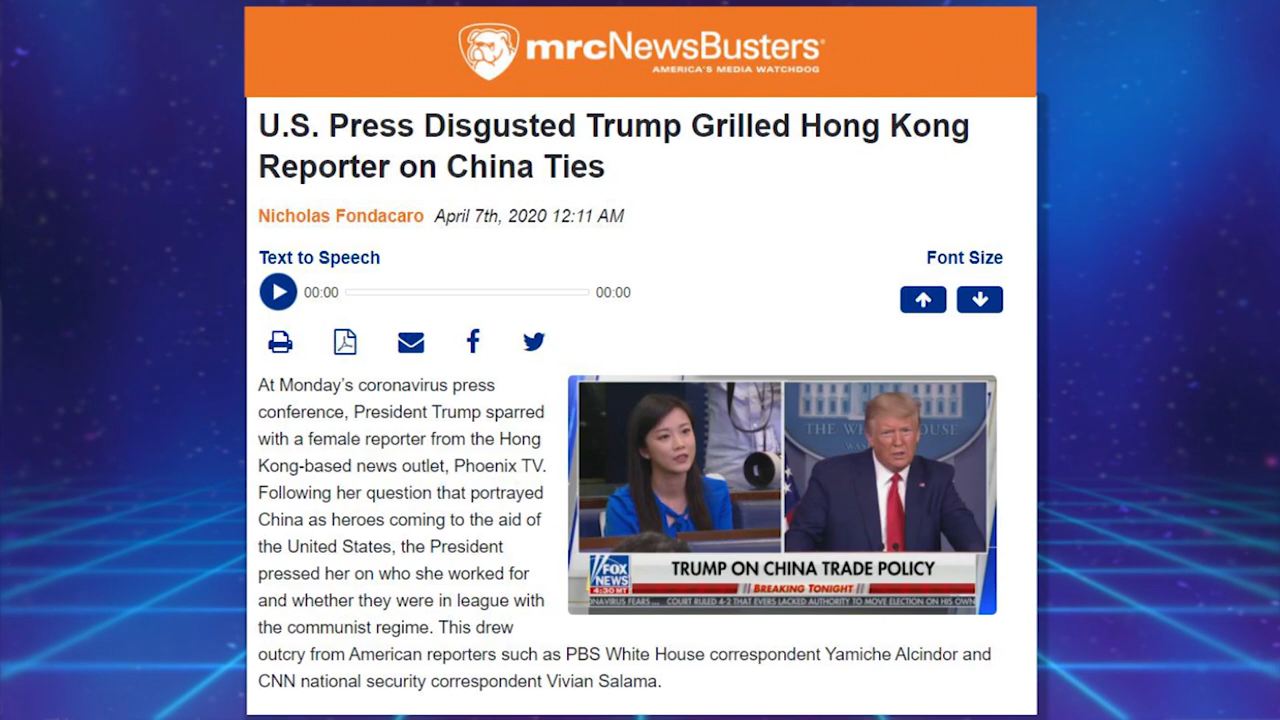 mrcNewsBusters
AMERICA'S MEDIA WATCHDOG
U.S. Press Disgusted Trump Grilled Hong Kong
Reporter on China Ties
Nicholas Fondacaro April 7th, 2020 12:11 AM
Text to Speech
Font Size
00:00
00:00
At Monday's coronavirus press
conference, President Trump sparred
with a female reporter from the Hong
Kong-based news outlet, Phoenix TV.
Following her question that portrayed
China as heroes coming to the aid of
the United States, the President
pressed her on who she worked for
and whether they were in league with
the communist regime. This drew
outcry from American reporters such as PBS White House correspondent Yamiche Alcindor and
CNN national security correspondent Vivian Salama.
THE WH OUSE
WAS
FOX
NEWS
4:30 MT
TRUMP ON CHINA TRADE POLICY
BREAKING TONIGHT
NAVIRUS FEARS... COURT RULED 4-2 THAT EVERS LACKED AUTHORITY TO MOVE ELECTION ON HIS OWN